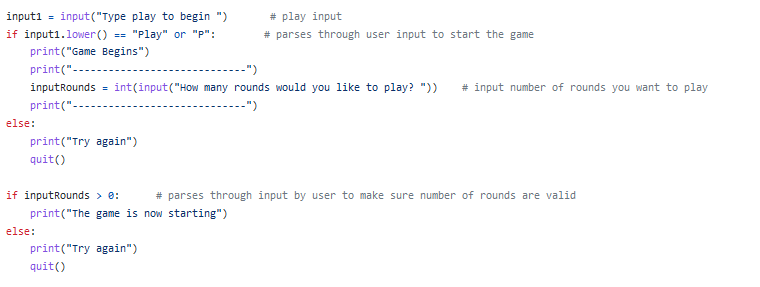 input1 = input("Type play to begin ")       # play input
if input1.lower() == "Play" or "P":        # parses through user input to start the game
    print("Game Begins")
    print("-----------------------------")
    inputRounds = int(input("How many rounds would you like to play? "))    # input number of rounds you want to play
    print("-----------------------------")
else:
    print("Try again")
    quit()

if inputRounds > 0:      # parses through input by user to make sure number of rounds are valid
    print("The game is now starting")
else:
    print("Try again")
    quit()